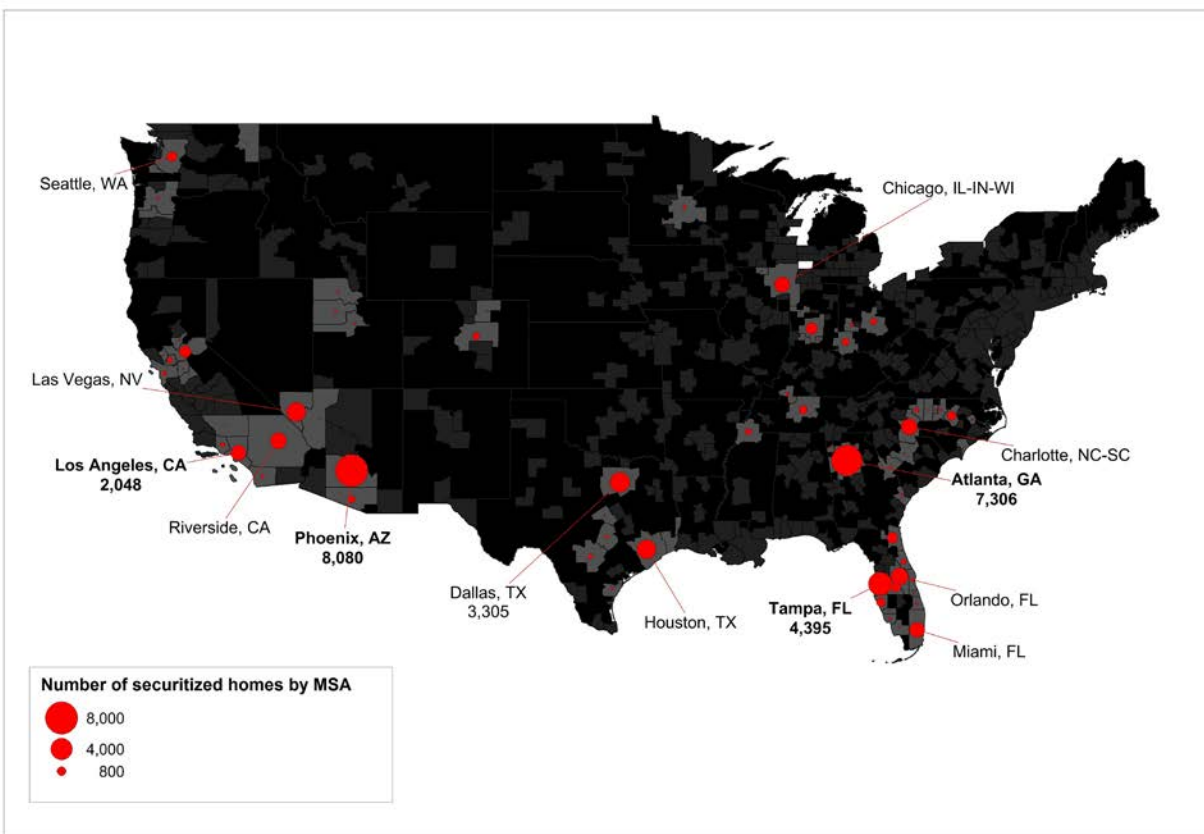 Seattle, WA
Chicago, IL-IN-WI
Las Vegas, NV
Los Angeles, CA
2,048
Charlotte, NC-SC
Atlanta, GA
7,306
Riverside, CA
Phoenix, AZ
8,080
Dallas, TX
3,305
Houston, TX
Tampa, FL
4,395
Orlando, FL
Miami, FL
Number of securitized homes by MSA
8,000
4,000
800